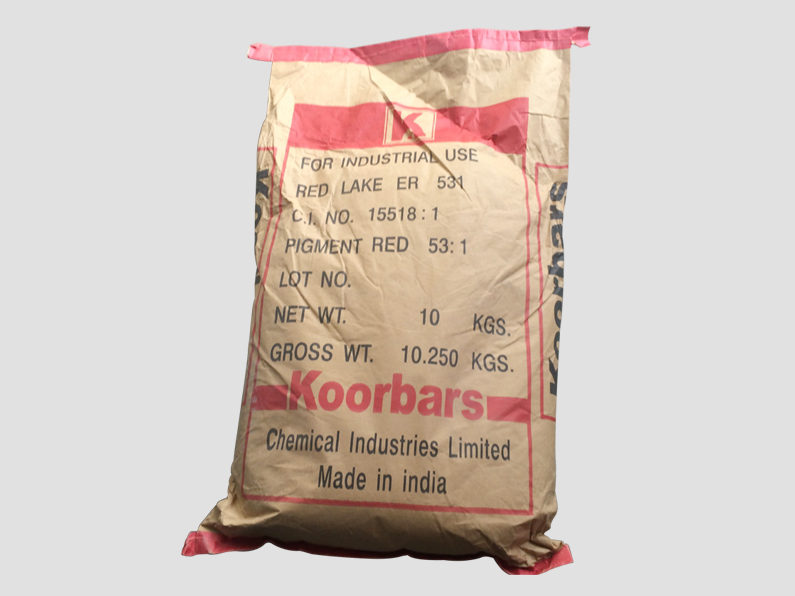 K
FOR INDUSTRIAL USE
RED LAKE ER 531
C.I. NO. 15518:1
PIGMENT RED 53:1
LOT NO.
NET WT. 10 KGS.
GROSS WT. 10.250 KGS.
Koorbars
Chemical Industries Limited
Made in india
Koorbars